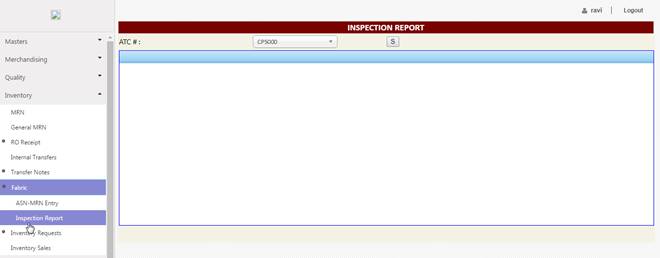 ravi | Logout
INSPECTION REPORT
ATC # : CPS000 S
Masters
Merchandising
Quality
Inventory
MRN
General MRN
RO Receipt
Internal Transfers
Transfer Notes
Fabric
ASN-MRN Entry
Inspection Report
Inventory Requests
Inventory Sales